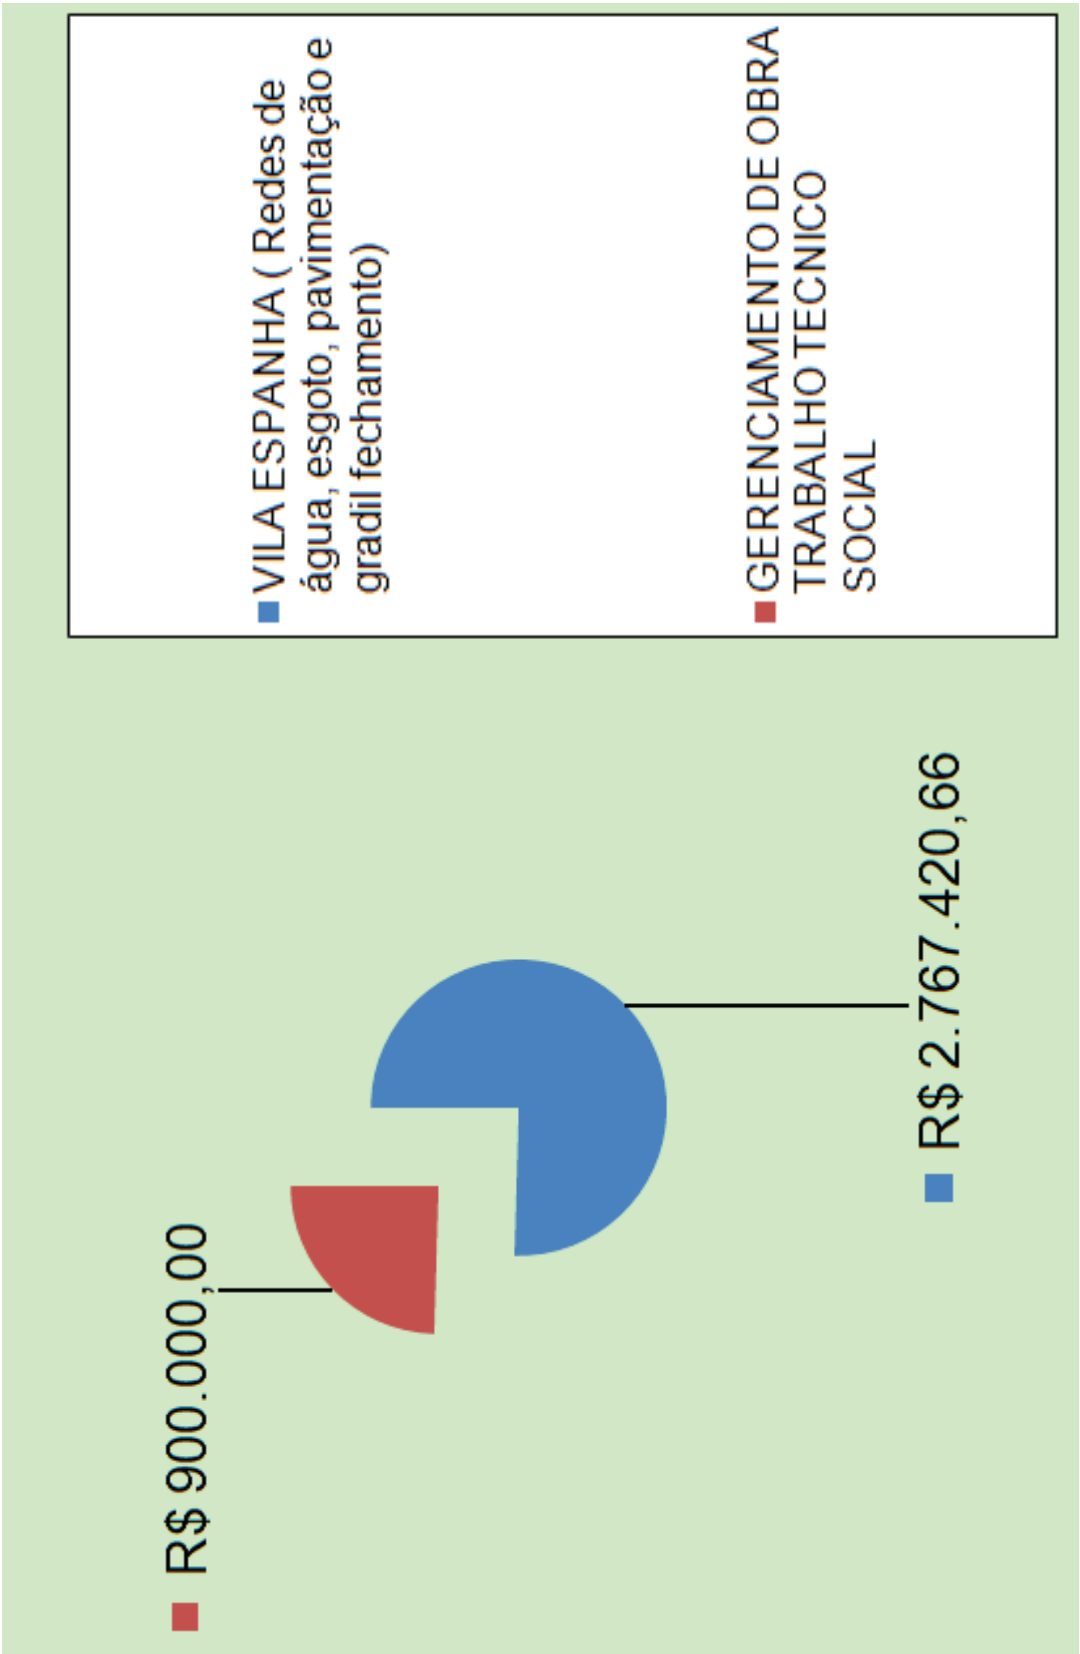 R$ 900.000,00
R$ 2.767.420,66
VILA ESPANHA ( Redes de
água, esgoto, pavimentação e
gradil fechamento)
GERENCIAMENTO DE OBRA
TRABALHO TECNICO
SOCIAL